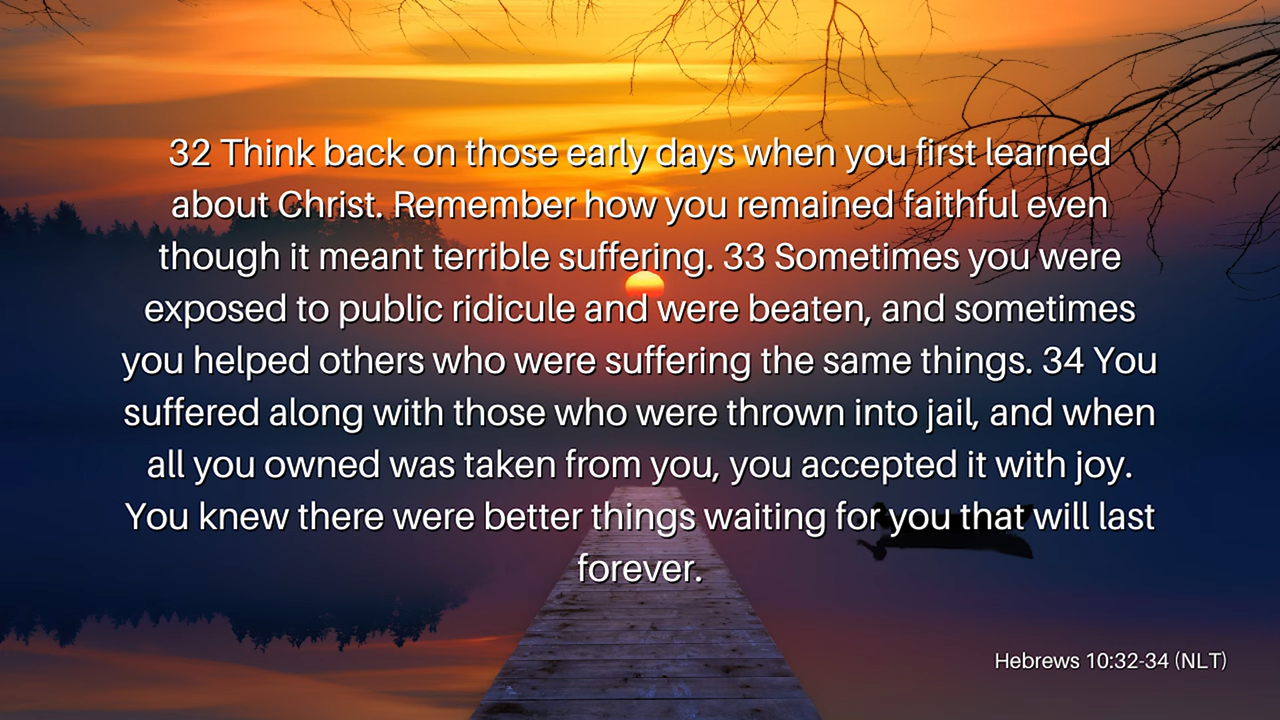 32 Think back on those early days when you first learned
about Christ. Remember how you remained faithful even
though it meant terrible suffering. 33 Sometimes you were
exposed to public ridicule and were beaten, and sometimes
you helped others who were suffering the same things. 34 You
suffered along with those who were thrown into jail, and when
all you owned was taken from you, you accepted it with joy.
You knew there were better things waiting for you that will last
forever.
Hebrews 10:32-34 (NLT)